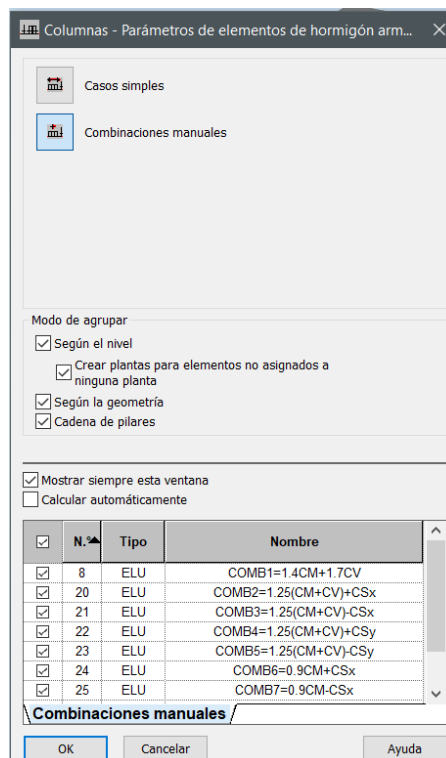 Columnas - Parámetros de elementos de hormigón arm...
Casos simples
Combinaciones manuales
Modo de agrupar
Según el nivel
Crear plantas para elementos no asignados a
ninguna planta
Según la geometría
Cadena de pilares
Mostrar siempre esta ventana
Calcular automáticamente
N.º Tipo Nombre
8 ELU COMB1=1.4CM+1.7CV
20 ELU COMB2=1.25(CM+CV)+CSx
21 ELU COMB3=1.25(CM+CV)-CSx
22 ELU COMB4=1.25(CM+CV)+CSy
23 ELU COMB5=1.25(CM+CV)-CSy
24 ELU COMB6=0.9CM+CSx
25 ELU COMB7=0.9CM-CSx
Combinaciones manuales
OK Cancelar Ayuda